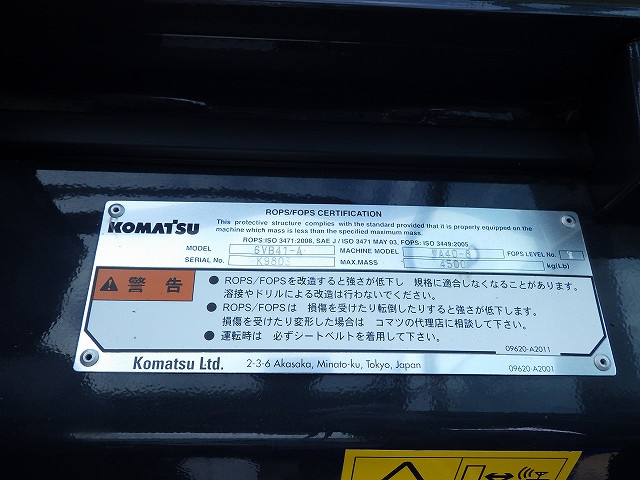 ROPS/FOPS CERTIFICATION
KOMATSU
This protective structure complies with the standard provided that it is properly equipped on the
machine which mass is less than the specified maximum mass.
ROPS:ISO 3471:2008, SAE J / ISO 3471 MAY 03, FOPS: ISO 3449:2005
MODEL 6VB41-A MACHINE MODEL WA40-8 FOPS LEVEL No.
SERIAL No. MAX.MASS 4500 kg(Lb)
警告
● ROPS/FOPSを改造すると強さが低下し 規格に適合しなくなることがあります。
溶接やドリルによる改造は行わないでください。
● ROPS/FOPSは 損傷を受けたり転倒したりすると強さが低下します。
損傷を受けたり変形した場合は コマツの代理店に相談して下さい。
● 運転時は 必ずシートベルトを着用して下さい。
09620-A2011
Komatsu Ltd. 2-3-6 Akasaka, Minato-ku, Tokyo, Japan 09620-A2001